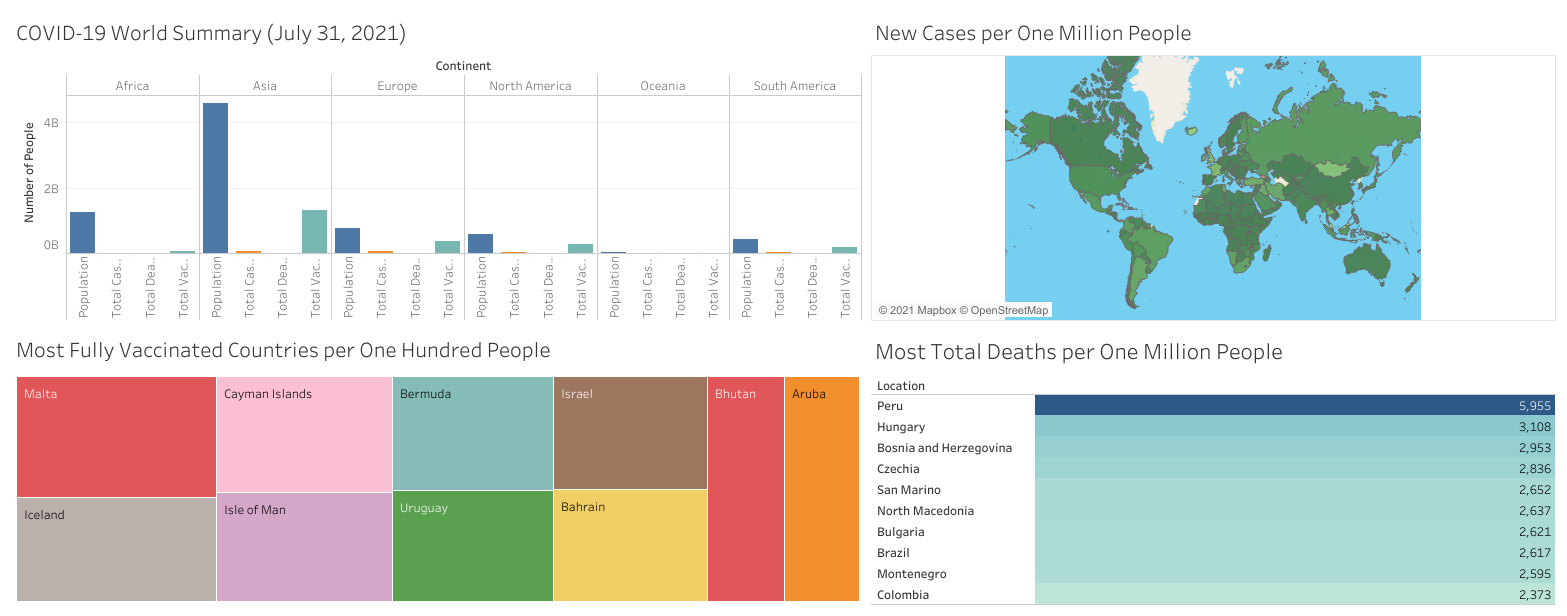 COVID-19 World Summary (July 31, 2021)
Continent
Africa
Asia
Europe
North America
Oceania
South America
Number of People
4B
2B
0B
Population
Total Cas..
Total Dea..
Total Vac..
Population
Total Cas..
Total Dea..
Total Vac..
Population
Total Cas..
Total Dea..
Total Vac..
Population
Total Cas..
Total Dea..
Total Vac..
Population
Total Cas..
Total Dea..
Total Vac..
Population
Total Cas..
Total Dea..
Total Vac..
New Cases per One Million People
© 2021 Mapbox © OpenStreetMap
Most Fully Vaccinated Countries per One Hundred People
Malta
Cayman Islands
Bermuda
Israel
Bhutan
Aruba
Iceland
Isle of Man
Uruguay
Bahrain
Most Total Deaths per One Million People
Location
Peru 5,955
Hungary 3,108
Bosnia and Herzegovina 2,953
Czechia 2,836
San Marino 2,652
North Macedonia 2,637
Bulgaria 2,621
Brazil 2,617
Montenegro 2,595
Colombia 2,373